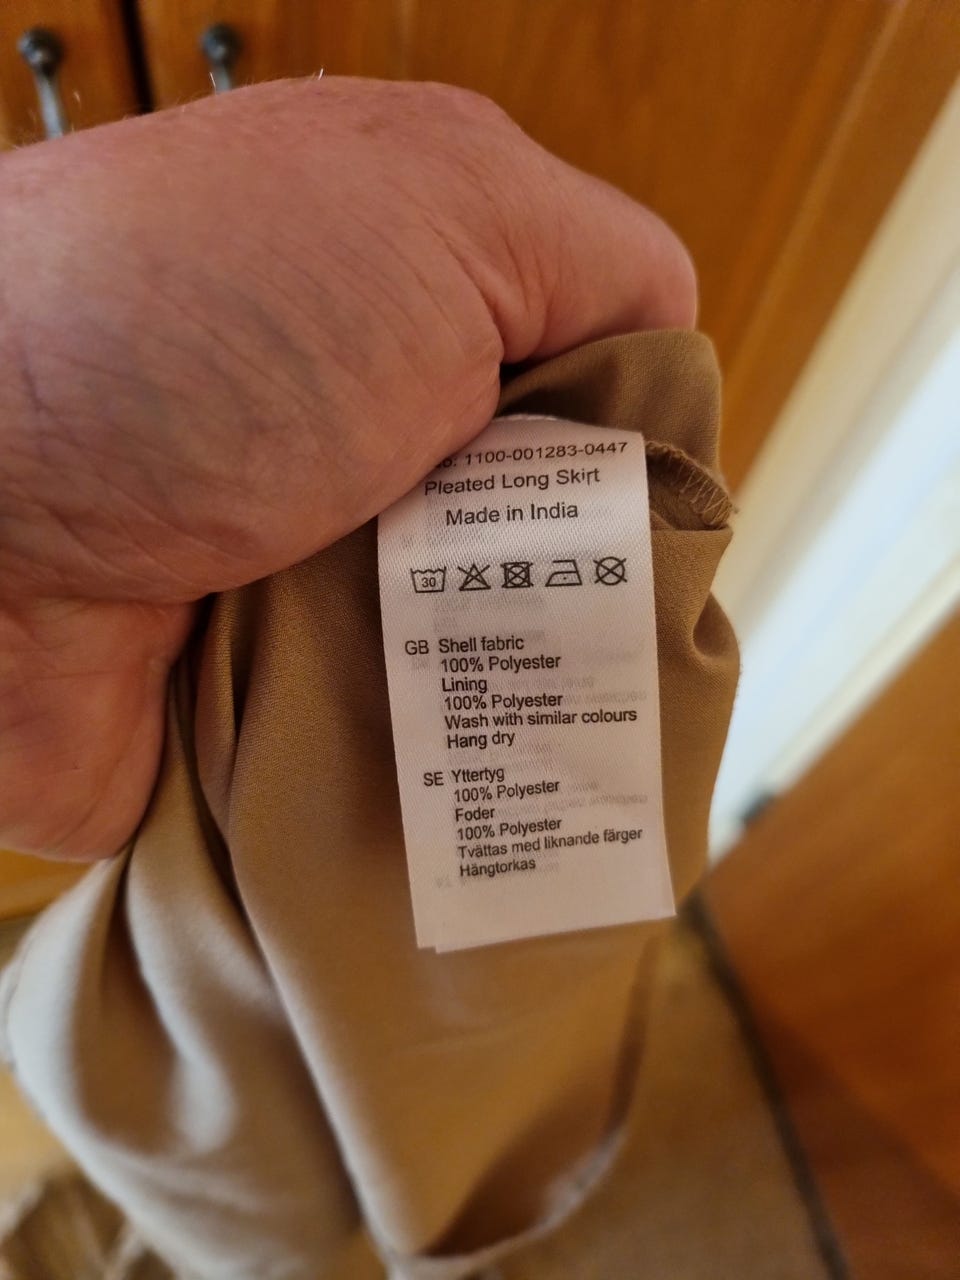 1100-001283-0447
Pleated Long Skirt
Made in India
30
GB Shell fabric
100% Polyester
Lining
100% Polyester
Wash with similar colours
Hang dry
SE Yttertyg
100% Polyester
Foder
100% Polyester
Tvättas med liknande färger
Hängtorkas